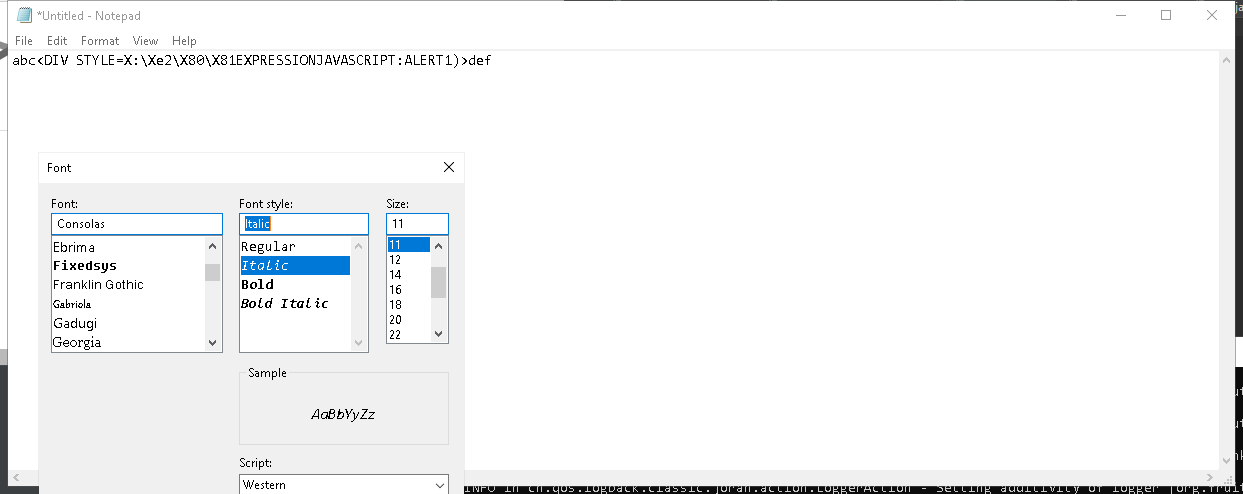 *Untitled - Notepad
File Edit Format View Help
abc<DIV STYLE=X:\Xe2\X80\X81EXPRESSIONJAVASCRIPT:ALERT1)>def
Font
Font: Font style: Size:
Consolas Italic 11
Ebrima Regular 11
Fixedsys Italic 12
Franklin Gothic Bold 14
Gabriola Bold Italic 16
Gadugi 18
Georgia 20
22
Sample
AaBbYyZz
Script:
Western
INFO in ch.qos.logback.classic.joran.action.LoggerAction - Setting additivity of logger